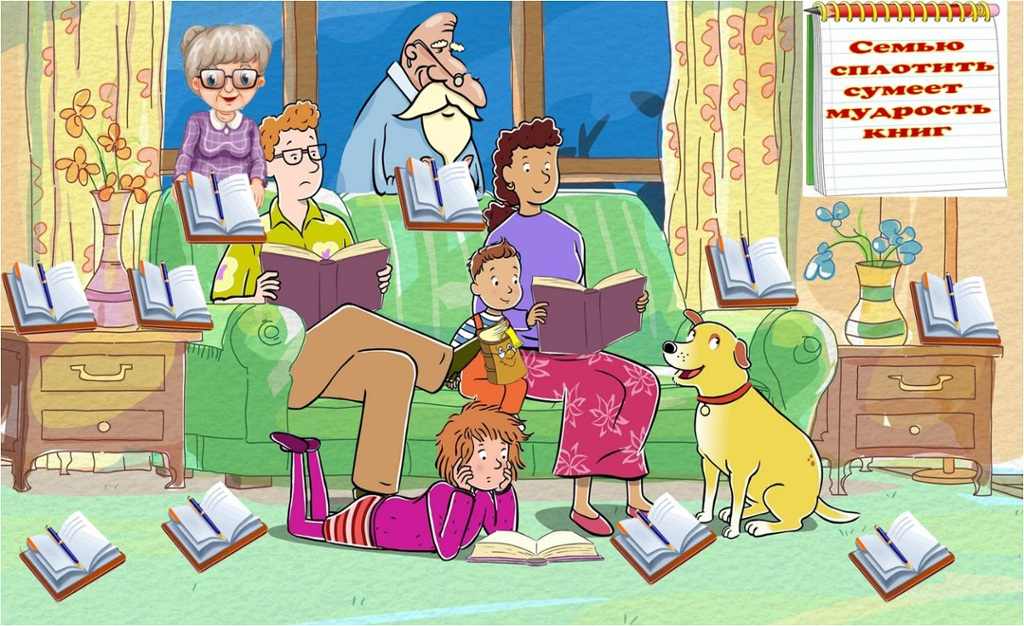 Семью
сплотить
сумеет
мудрость
книг